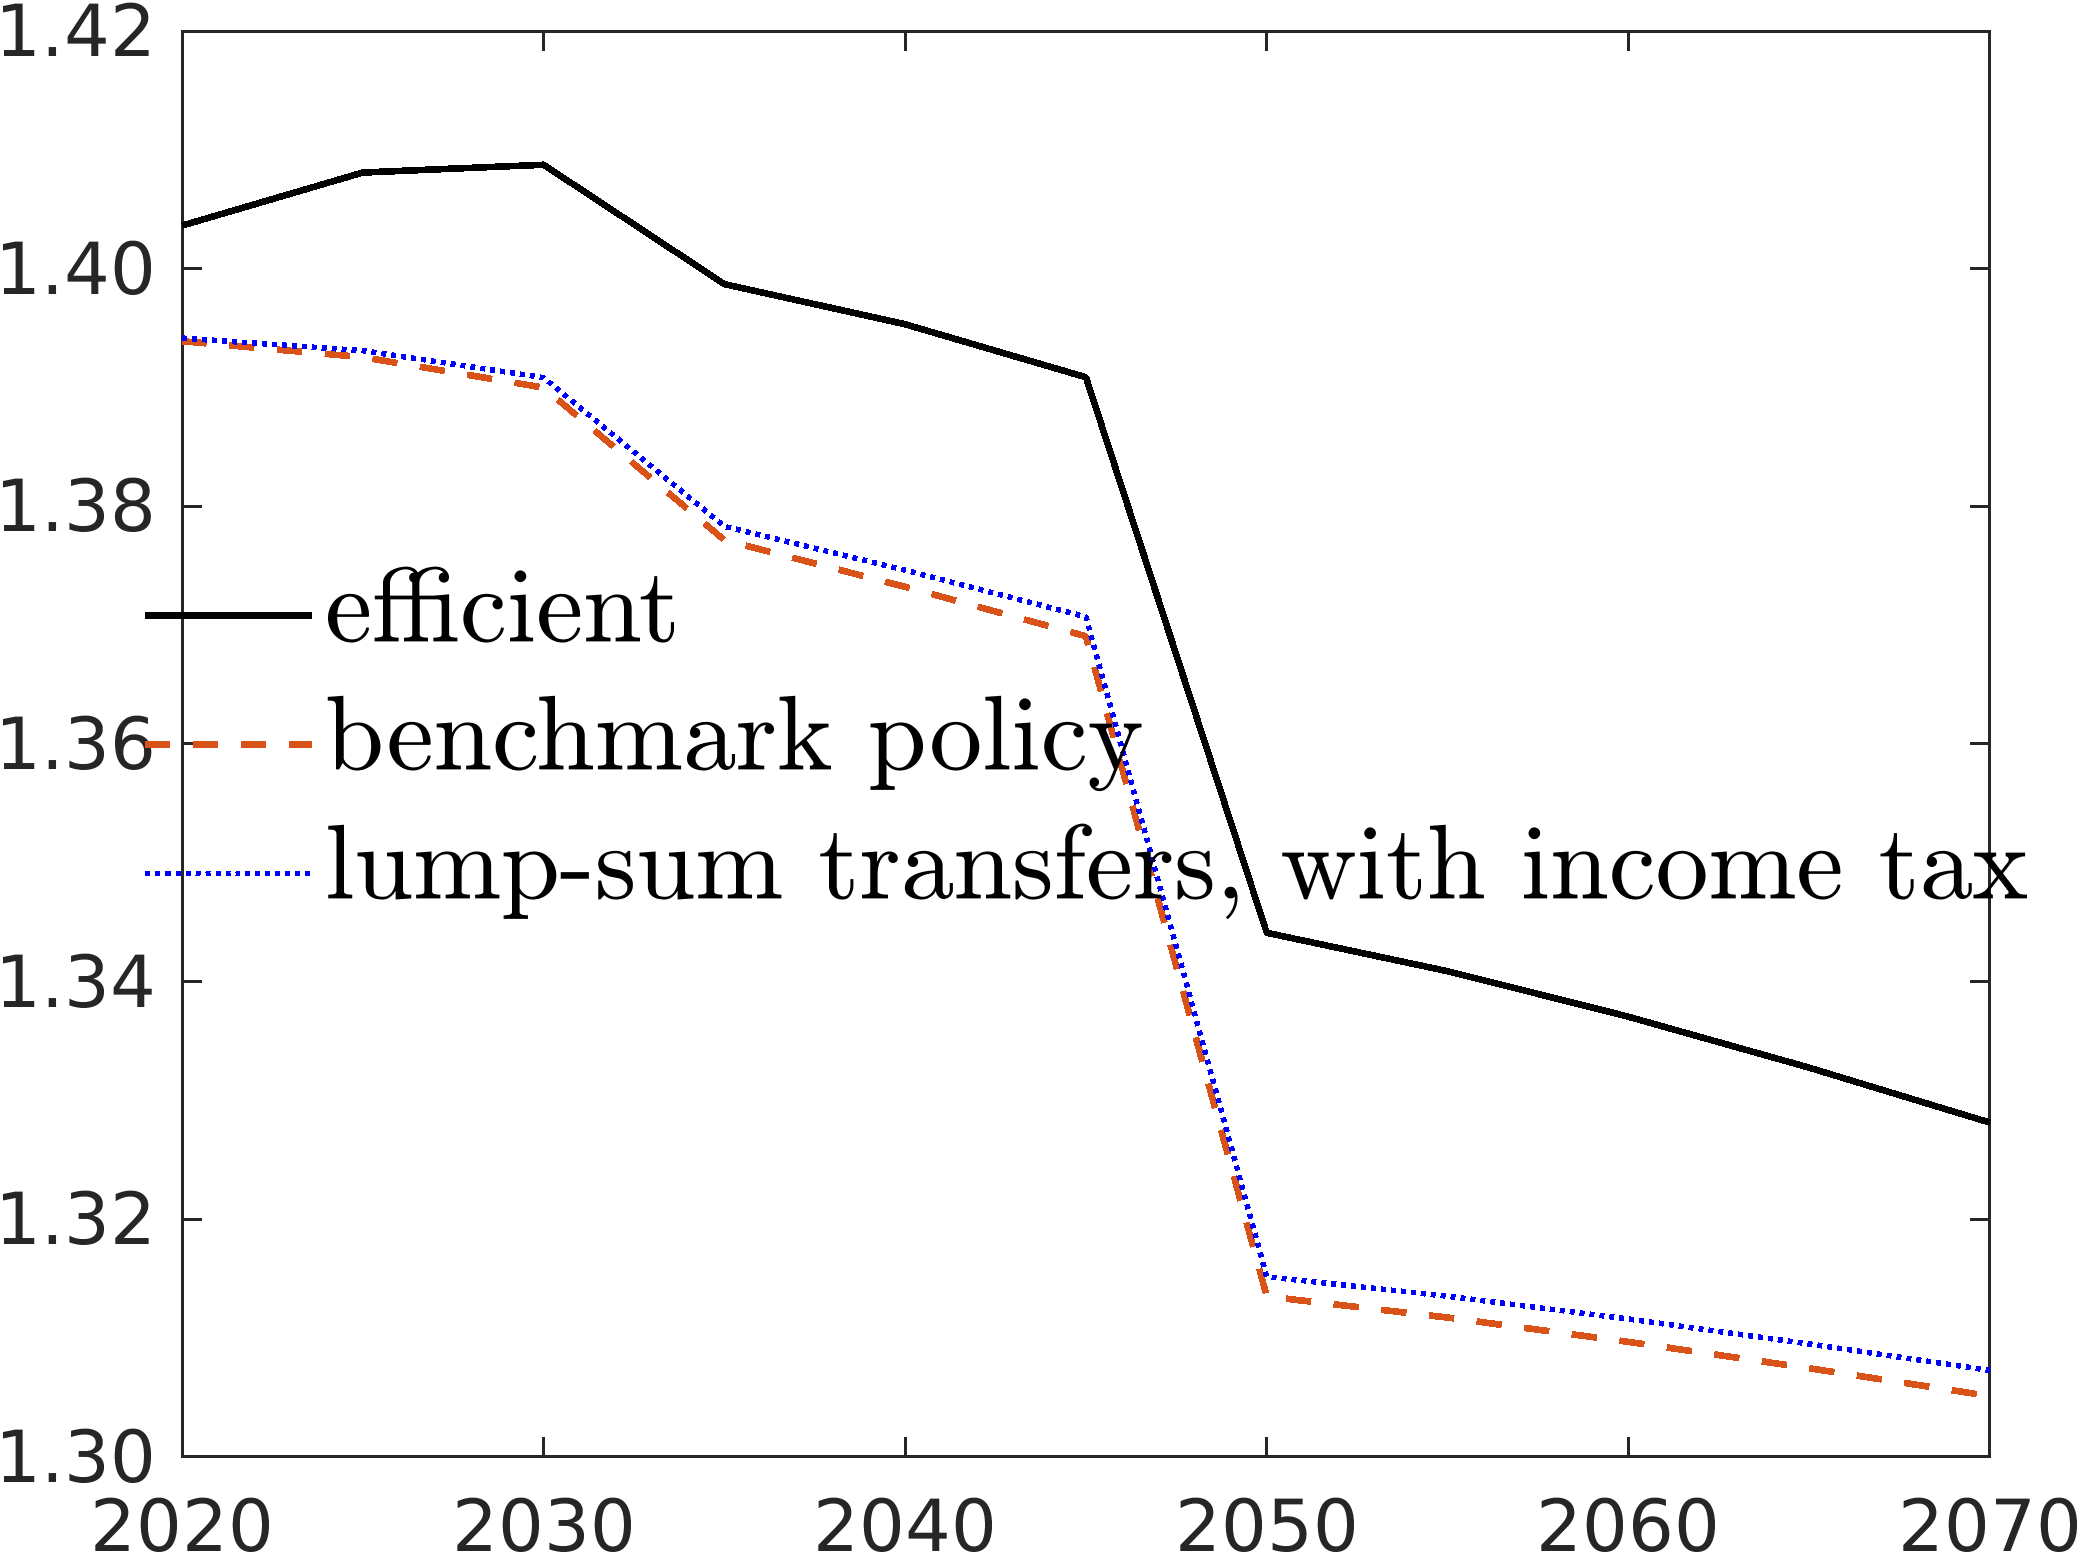 1.42
1.40
1.38
efficient
1.36
benchmark policy
lump-sum transfers, with income tax
1.34
1.32
1.30
2020 2030 2040 2050 2060 2070